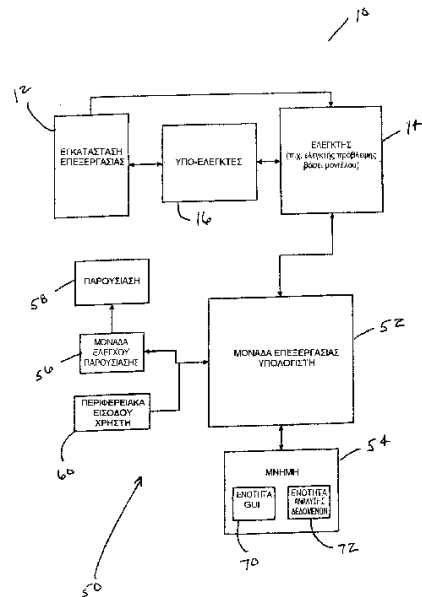 10
12
ΕΓΚΑΤΑΣΤΑΣΗ
ΕΠΕΞΕΡΓΑΣΙΑΣ
ΥΠΟ-ΕΛΕΓΚΤΕΣ
16
ΕΛΕΓΚΤΗΣ
(π.χ. ελεγκτής πρόβλεψης
βάσει μοντέλου)
14
ΠΑΡΟΥΣΙΑΣΗ
58
ΜΟΝΑΔΑ
ΕΛΕΓΧΟΥ
ΠΑΡΟΥΣΙΑΣΗΣ
56
ΠΕΡΙΦΕΡΕΙΑΚΑ
ΕΙΣΟΔΟΥ
ΧΡΗΣΤΗ
60
ΜΟΝΑΔΑ ΕΠΕΞΕΡΓΑΣΙΑΣ
ΥΠΟΛΟΓΙΣΤΗ
52
ΜΝΗΜΗ
54
ΕΝΟΤΗΤΑ
GUI
70
ΕΝΟΤΗΤΑ
ΑΝΑΛΥΣΗΣ
ΔΕΔΟΜΕΝΩΝ
72
50